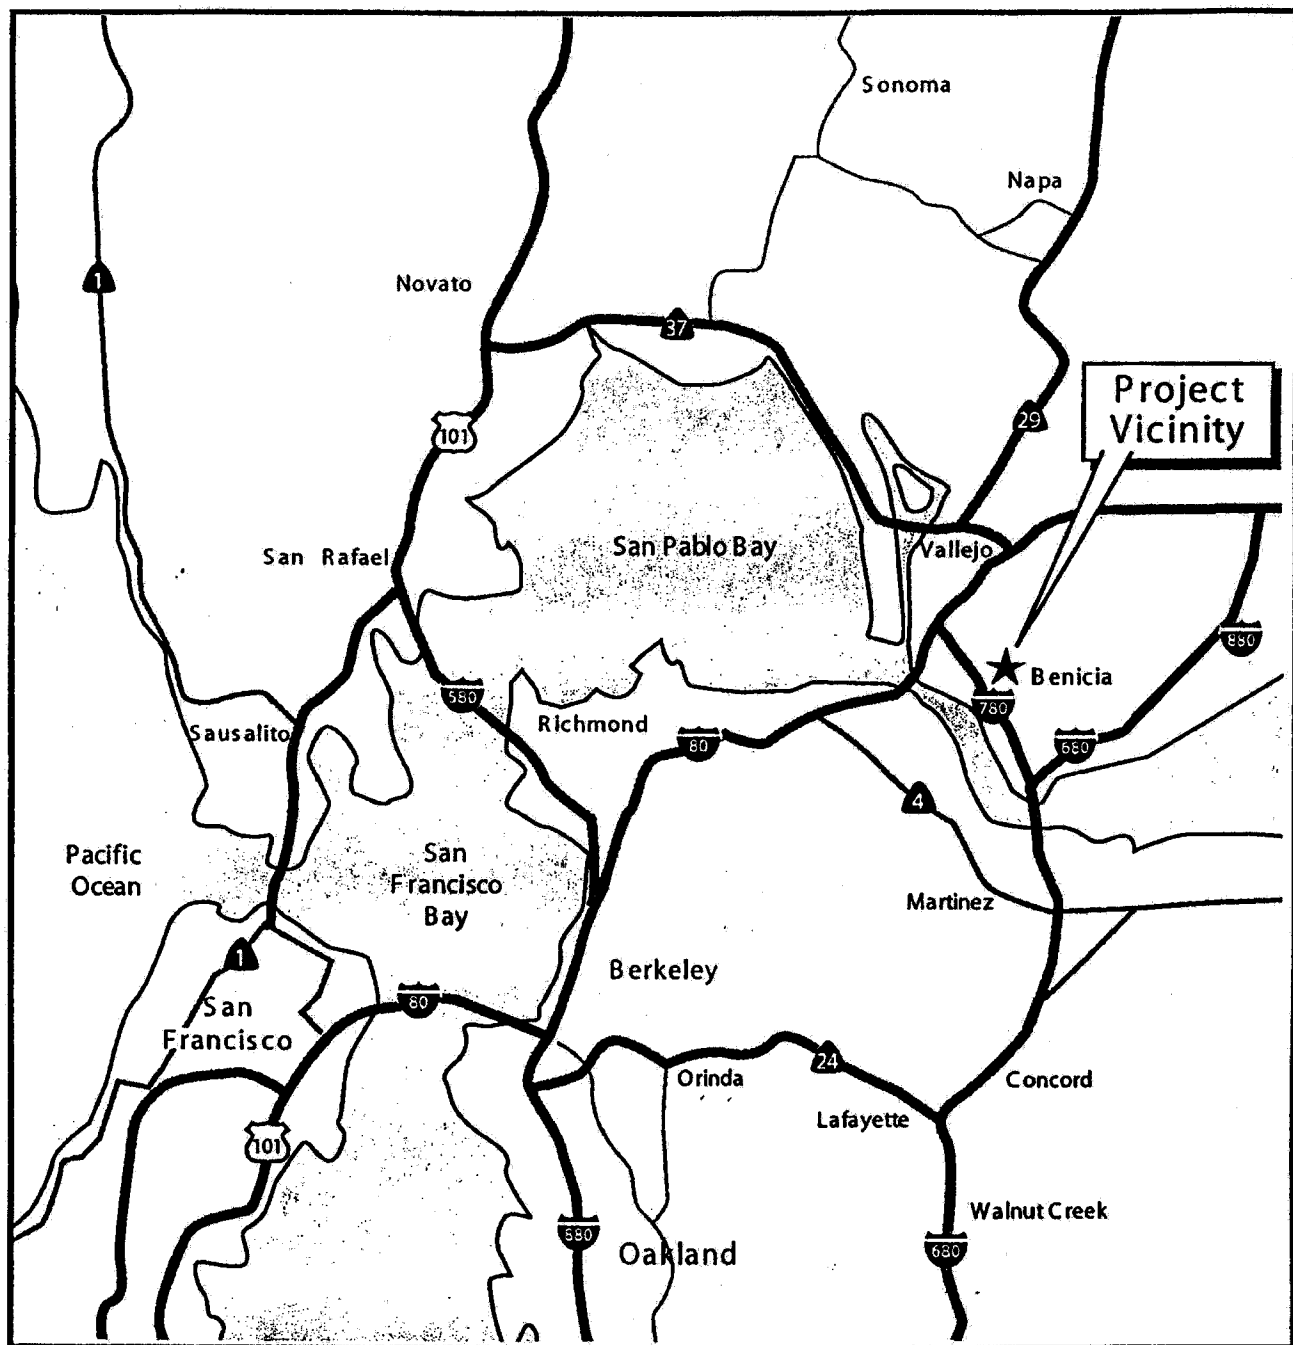 Sonoma
Napa
1
Novato
37
Project
Vicinity
29
101
San Rafael
San Pablo Bay
Vallejo
880
Benicia
580
780
Sausalito
Richmond
80
680
4
Pacific
Ocean
San
Francisco
Bay
Martinez
1
Berkeley
80
San
Francisco
24
Orinda
Concord
Lafayette
101
Walnut Creek
Oakland
680